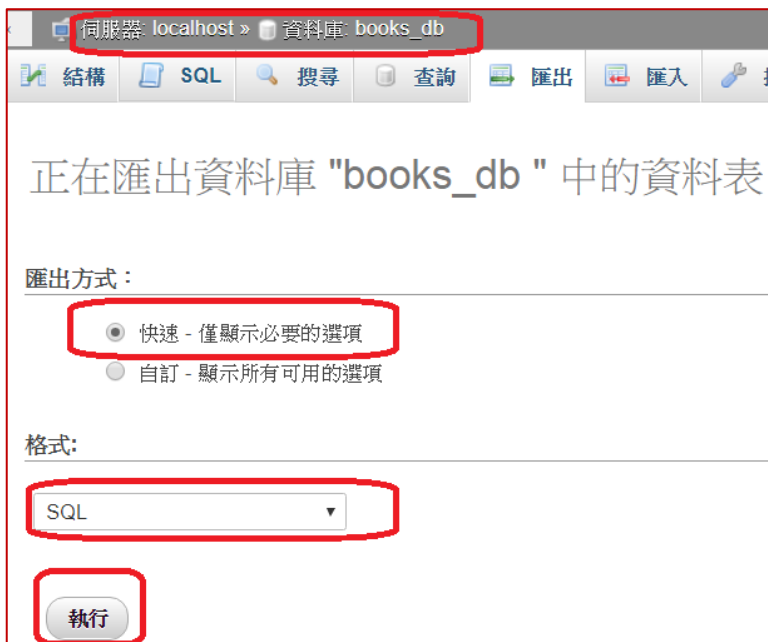 伺服器: localhost » 資料庫: books_db
結構 SQL 搜尋 查詢 匯出 匯入
正在匯出資料庫 "books_db " 中的資料表
匯出方式：
快速 - 僅顯示必要的選項
自訂 - 顯示所有可用的選項
格式:
SQL
執行